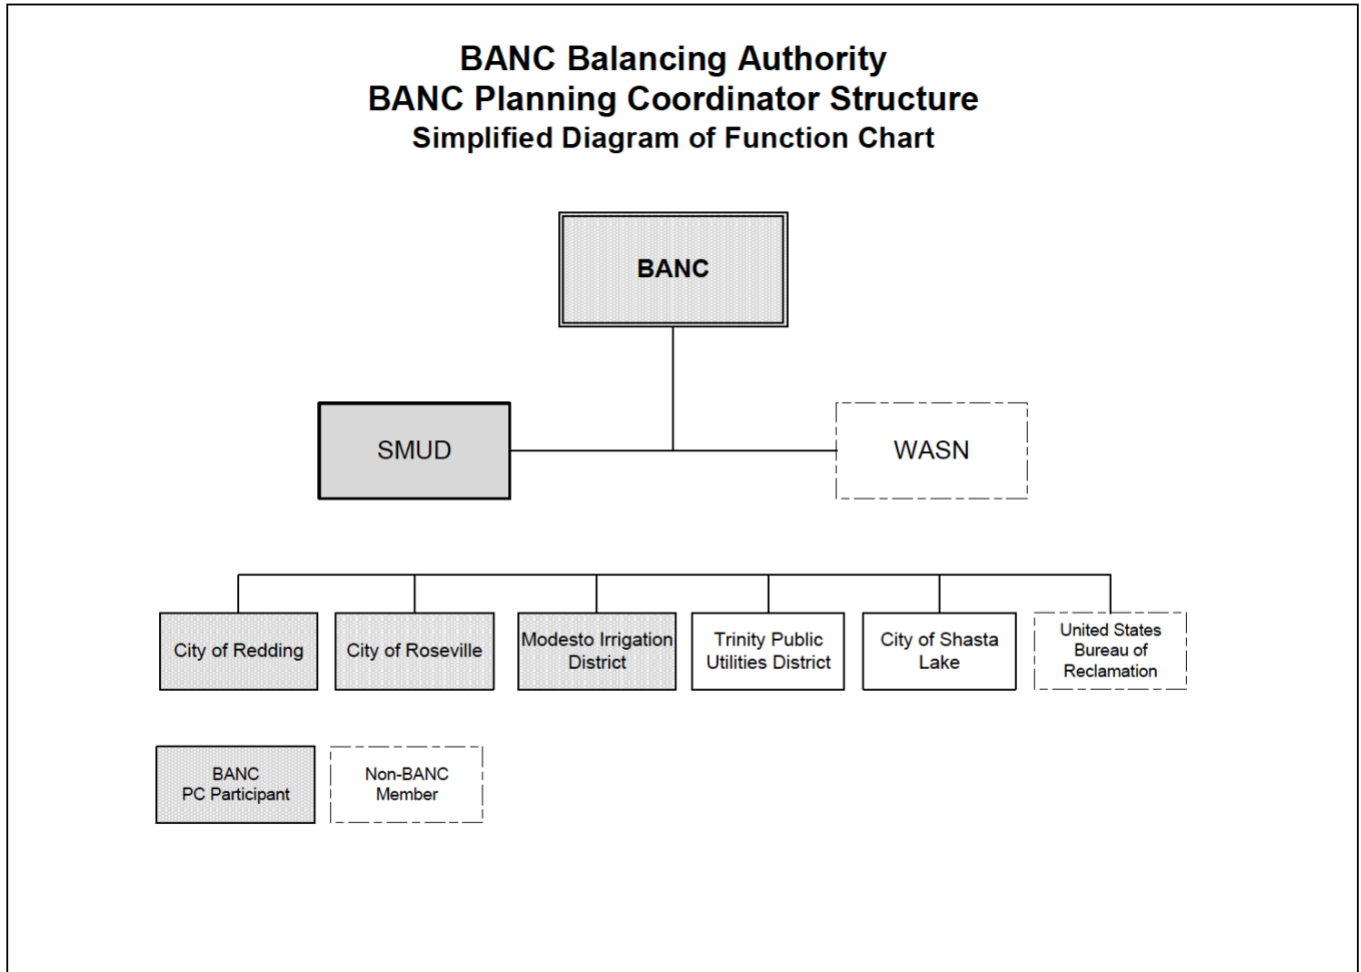 BANC Balancing Authority
BANC Planning Coordinator Structure
Simplified Diagram of Function Chart
BANC
SMUD
WASN
City of Redding
City of Roseville
Modesto Irrigation
District
Trinity Public
Utilities District
City of Shasta
Lake
United States
Bureau of
Reclamation
BANC
PC Participant
Non-BANC
Member